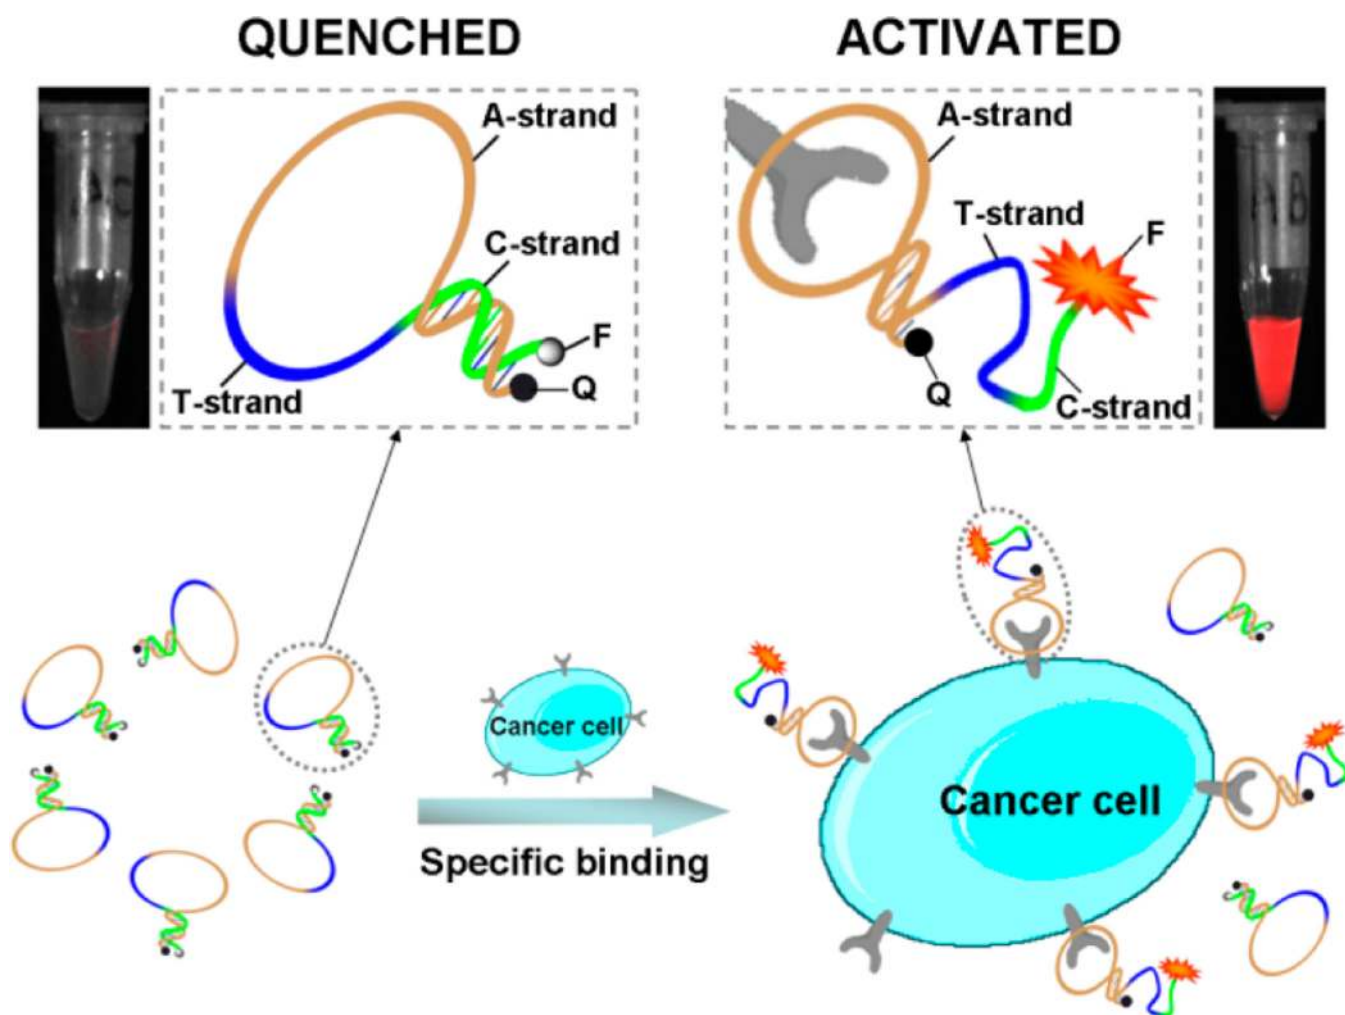 QUENCHED
ACTIVATED
A-strand
C-strand
F
Q
T-strand
A-strand
T-strand
F
Q
C-strand
A B
Cancer cell
Specific binding
Cancer cell